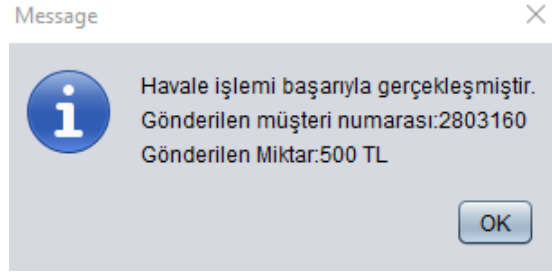 Message
Havale işlemi başarıyla gerçekleşmiştir.
Gönderilen müşteri numarası:2803160
Gönderilen Miktar:500 TL
OK